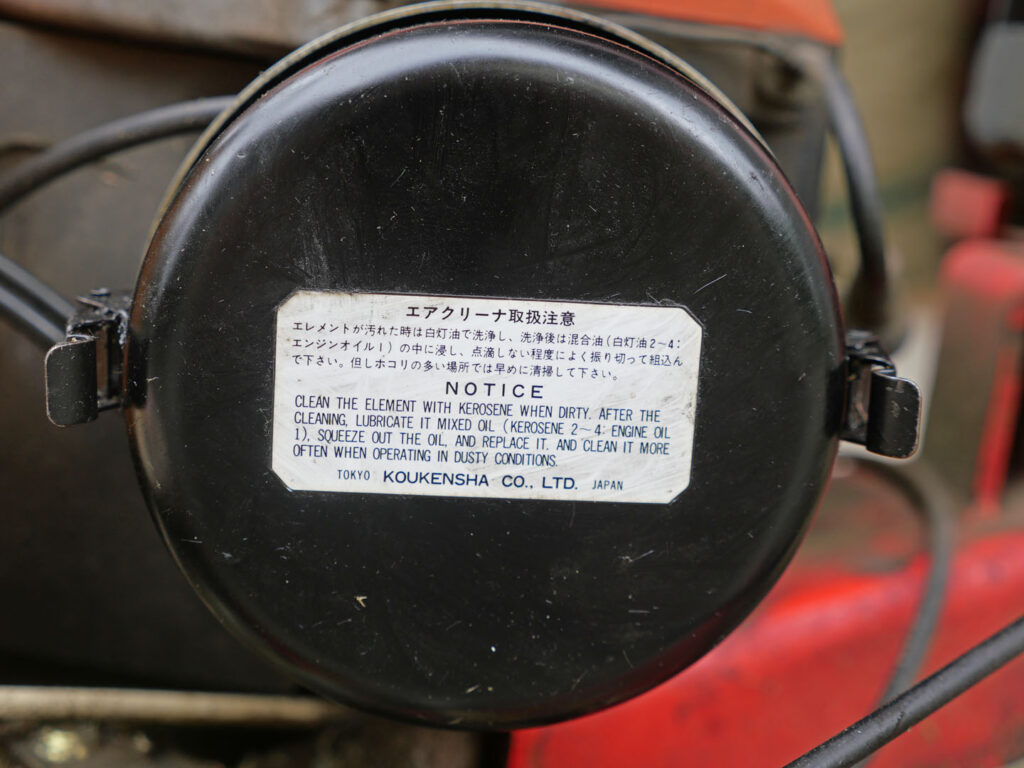 エアクリーナ取扱注意
エレメントが汚れた時は白灯油で洗浄し、洗浄後は混合油(白灯油2~4:
エンジンオイル1)の中に浸し、点滴しない程度によく振り切って組込ん
で下さい。但しホコリの多い場所では早めに清掃して下さい。
NOTICE
CLEAN THE ELEMENT WITH KEROSENE WHEN DIRTY. AFTER THE
CLEANING, LUBRICATE IT MIXED OIL (KEROSENE 2~4: ENGINE OIL
1), SQUEEZE OUT THE OIL, AND REPLACE IT, AND CLEAN IT MORE
OFTEN WHEN OPERATING IN DUSTY CONDITIONS.
TOKYO KOUKENSHA CO., LTD. JAPAN